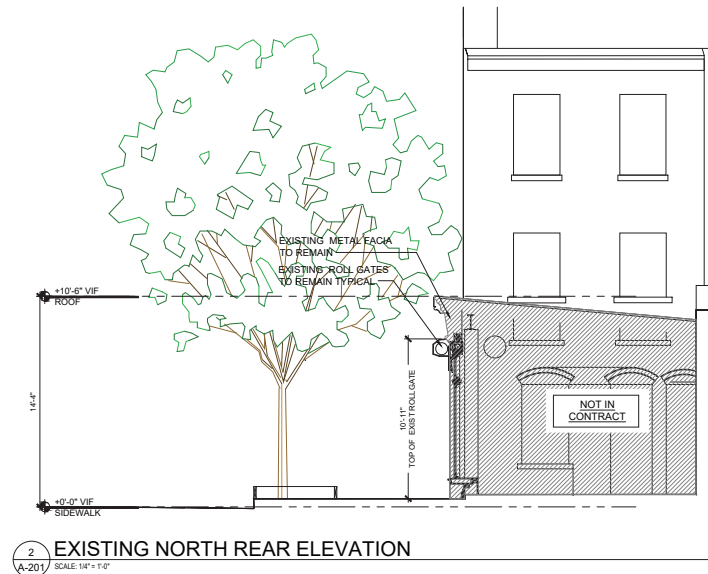 EXISTING METAL FACIA
TO REMAIN
EXISTING ROLL GATES
TO REMAIN TYPICAL
+10'-6" VIF
ROOF
14'-4"
10'-11"
TOP OF EXIST ROLL GATE
NOT IN
CONTRACT
+0'-0" VIF
SIDEWALK
2
A-201
EXISTING NORTH REAR ELEVATION
SCALE: 1/4" = 1'-0"